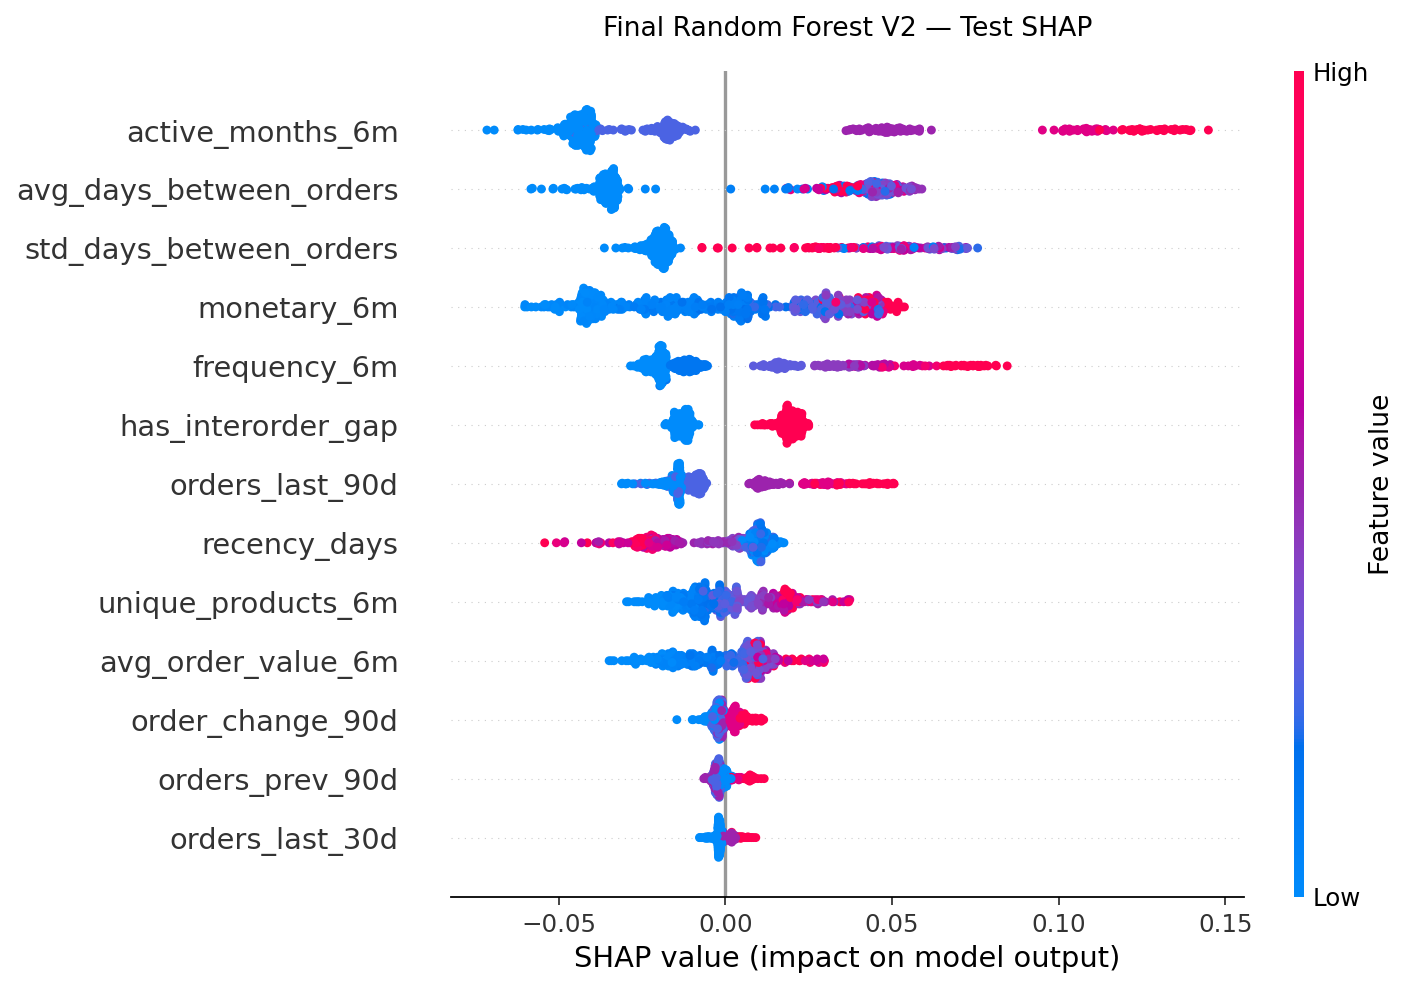 Final Random Forest V2 — Test SHAP
High
active_months_6m
avg_days_between_orders
std_days_between_orders
monetary_6m
frequency_6m
has_interorder_gap
orders_last_90d
recency_days
unique_products_6m
avg_order_value_6m
order_change_90d
orders_prev_90d
orders_last_30d
Feature value
Low
−0.05 0.00 0.05 0.10 0.15
SHAP value (impact on model output)